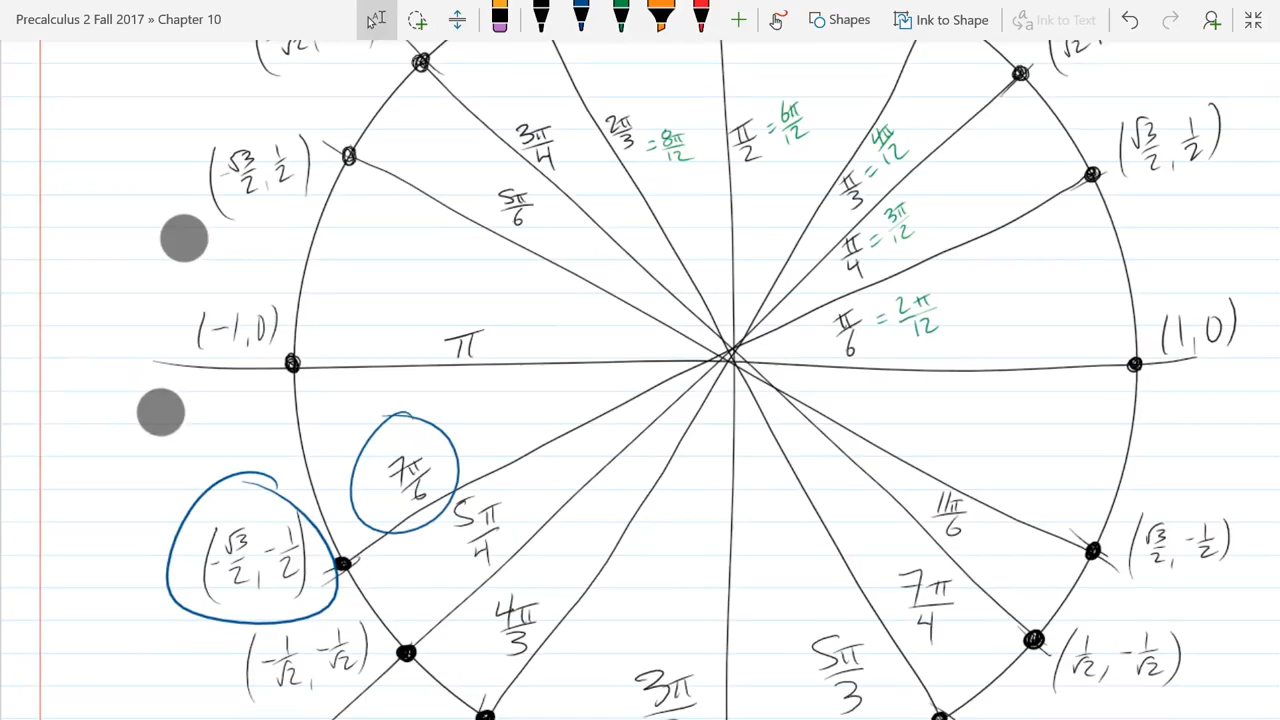 Precalculus 2 Fall 2017 » Chapter 10
Shapes
Ink to Shape
Ink to Text
3π/4
2π/3 = 8π/12
π/2 = 6π/12
π/3 = 4π/12
(-√3/2, 1/2)
(√3/2, 1/2)
5π/6
π/4 = 3π/12
π/6 = 2π/12
(-1,0)
π
(1,0)
7π/6
5π/4
11π/6
(-√3/2, -1/2)
(√3/2, -1/2)
4π/3
7π/4
(-1/√2, -1/√2)
5π/3
(1/√2, -1/√2)
3π